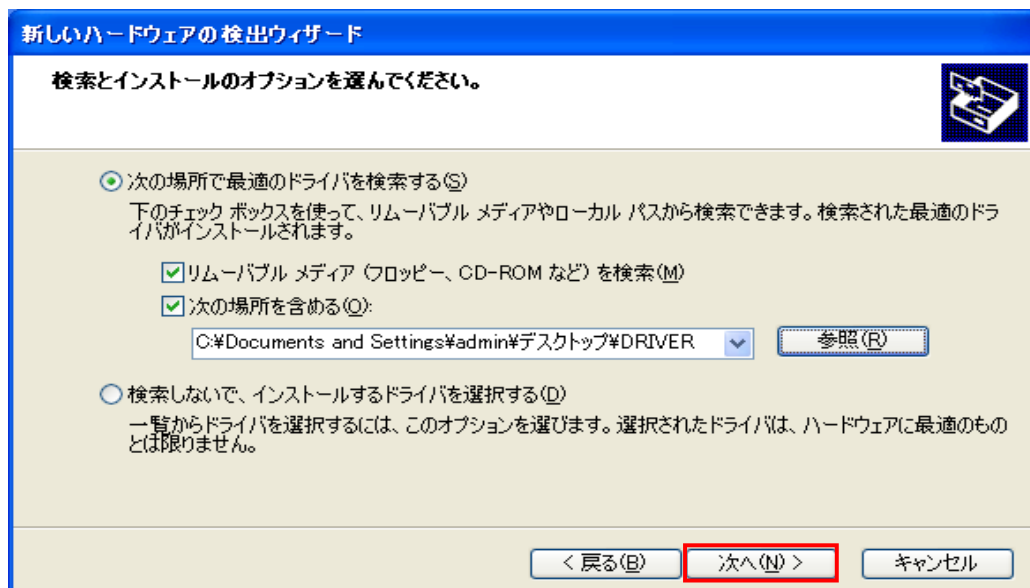 新しいハードウェアの検出ウィザード
検索とインストールのオプションを選んでください。
次の場所で最適のドライバを検索する(S)
下のチェック ボックスを使って、リムーバブル メディアやローカル パスから検索できます。検索された最適のドラ
イバがインストールされます。
リムーバブル メディア (フロッピー、CD-ROM など) を検索(M)
次の場所を含める(O):
C:¥Documents and Settings¥admin¥デスクトップ¥DRIVER 参照(R)
検索しないで、インストールするドライバを選択する(D)
一覧からドライバを選択するには、このオプションを選びます。選択されたドライバは、ハードウェアに最適のもの
とは限りません。
< 戻る(B) 次へ(N) > キャンセル